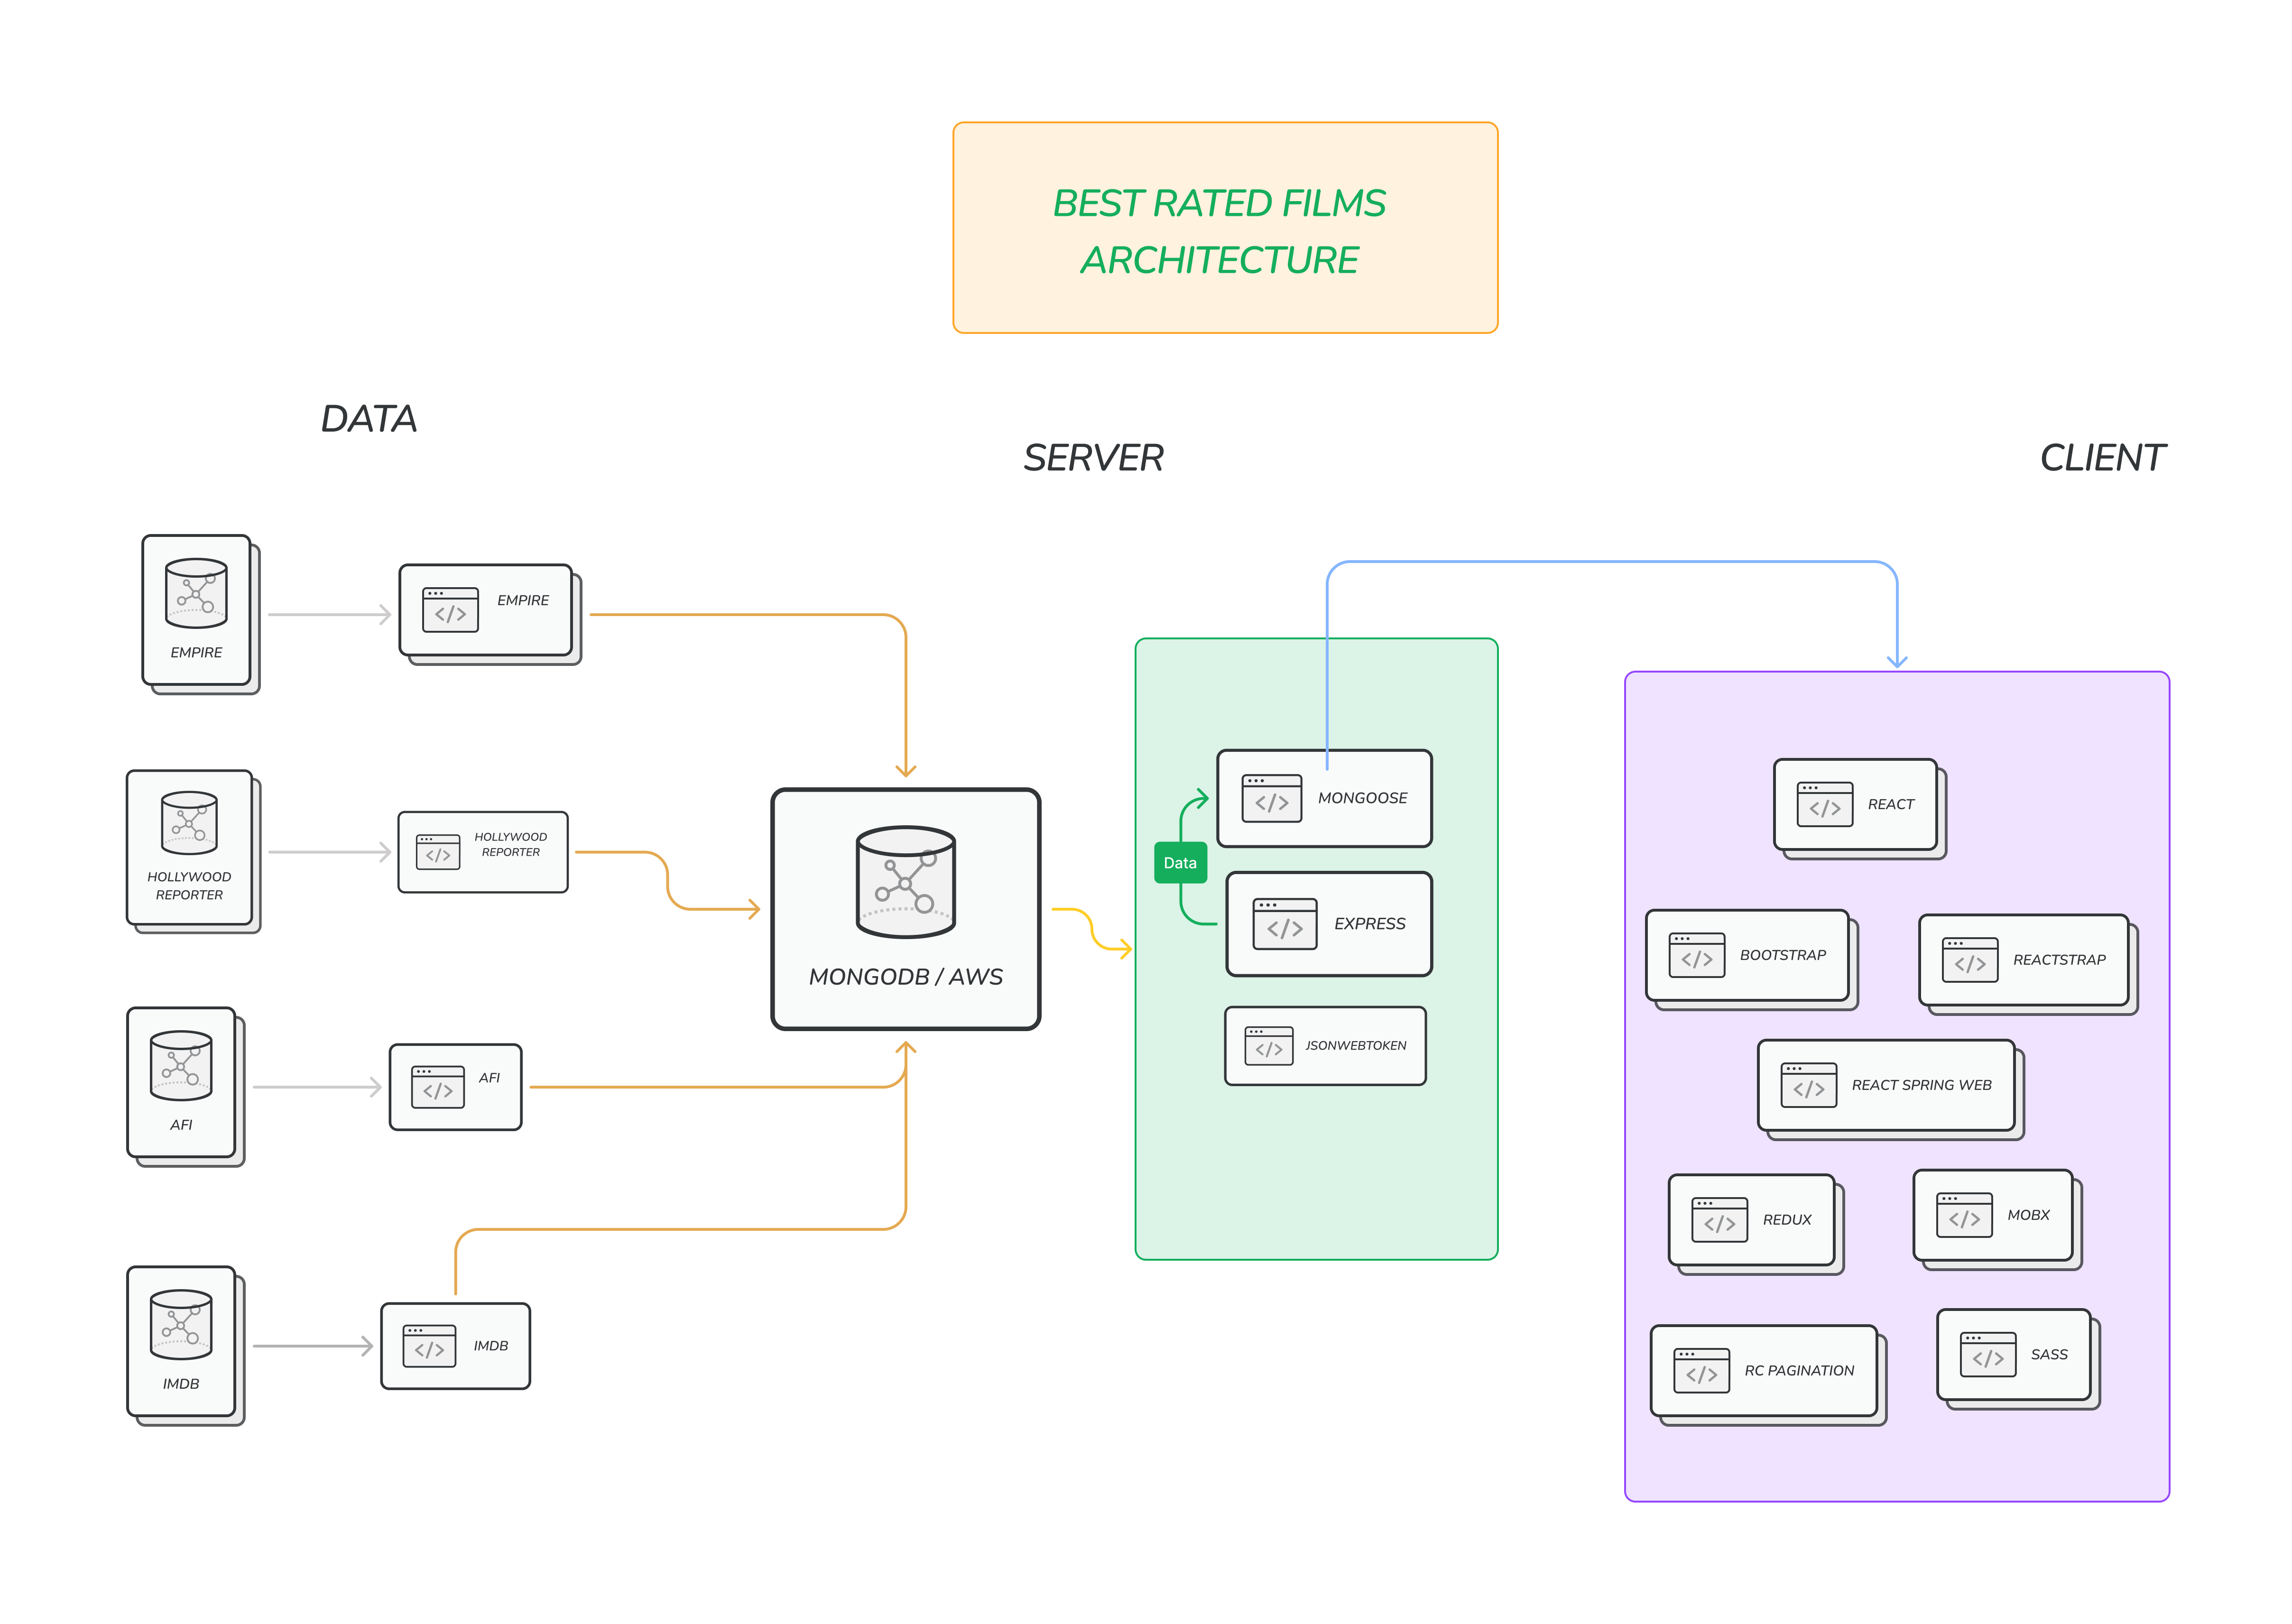 BEST RATED FILMS
ARCHITECTURE
DATA
SERVER
CLIENT
EMPIRE
EMPIRE
HOLLYWOOD
REPORTER
HOLLYWOOD
REPORTER
AFI
AFI
IMDB
IMDB
MONGODB / AWS
MONGOOSE
Data
EXPRESS
JSONWEBTOKEN
REACT
BOOTSTRAP
REACTSTRAP
REACT SPRING WEB
REDUX
MOBX
RC PAGINATION
SASS